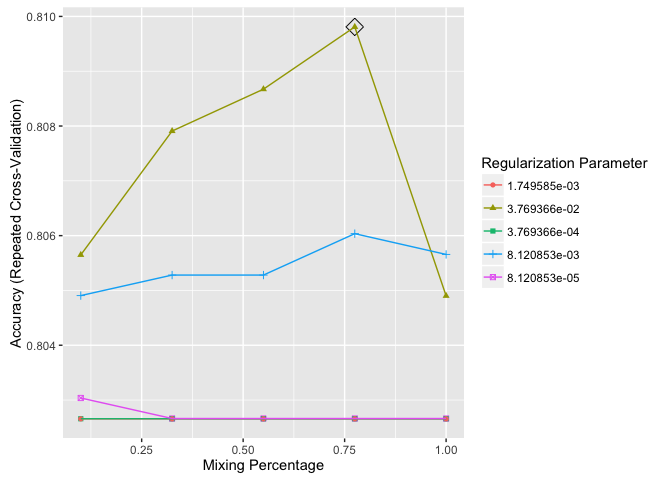 0.810
0.808
0.806
0.804
Accuracy (Repeated Cross-Validation)
0.25
0.50
0.75
1.00
Mixing Percentage
Regularization Parameter
1.749585e-03
3.769366e-02
3.769366e-04
8.120853e-03
8.120853e-05